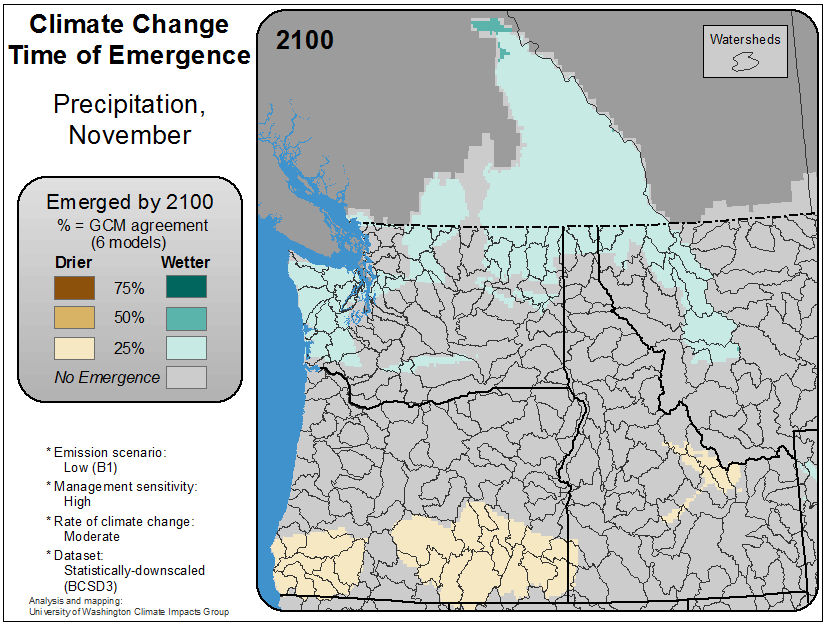 Climate Change
Time of Emergence
Precipitation,
November
Emerged by 2100
% = GCM agreement
(6 models)
Drier Wetter
75%
50%
25%
No Emergence
* Emission scenario:
Low (B1)
* Management sensitivity:
High
* Rate of climate change:
Moderate
* Dataset:
Statistically-downscaled
(BCSD3)
Analysis and mapping:
University of Washington Climate Impacts Group
2100
Watersheds